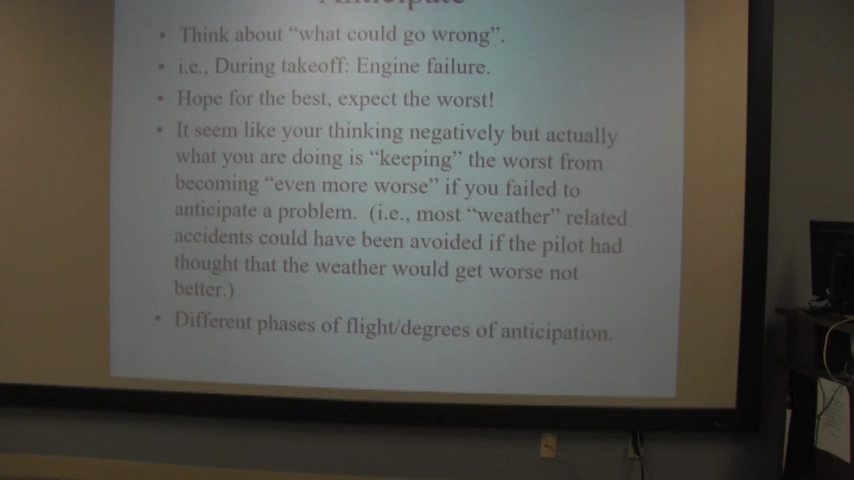 Anticipate
• Think about “what could go wrong”.
• i.e., During takeoff: Engine failure.
• Hope for the best, expect the worst!
• It seem like your thinking negatively but actually
what you are doing is “keeping” the worst from
becoming “even more worse” if you failed to
anticipate a problem. (i.e., most “weather” related
accidents could have been avoided if the pilot had
thought that the weather would get worse not
better.)
• Different phases of flight/degrees of anticipation.